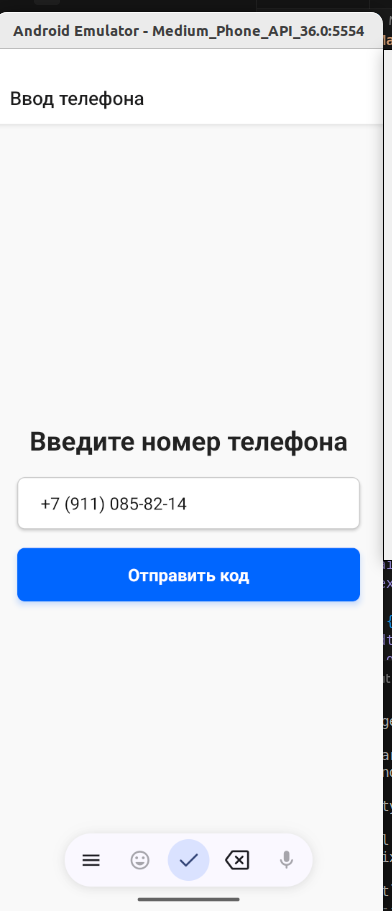 Android Emulator - Medium_Phone_API_36.0:5554
Ввод телефона
Введите номер телефона
+7 (911) 085-82-14
Отправить код